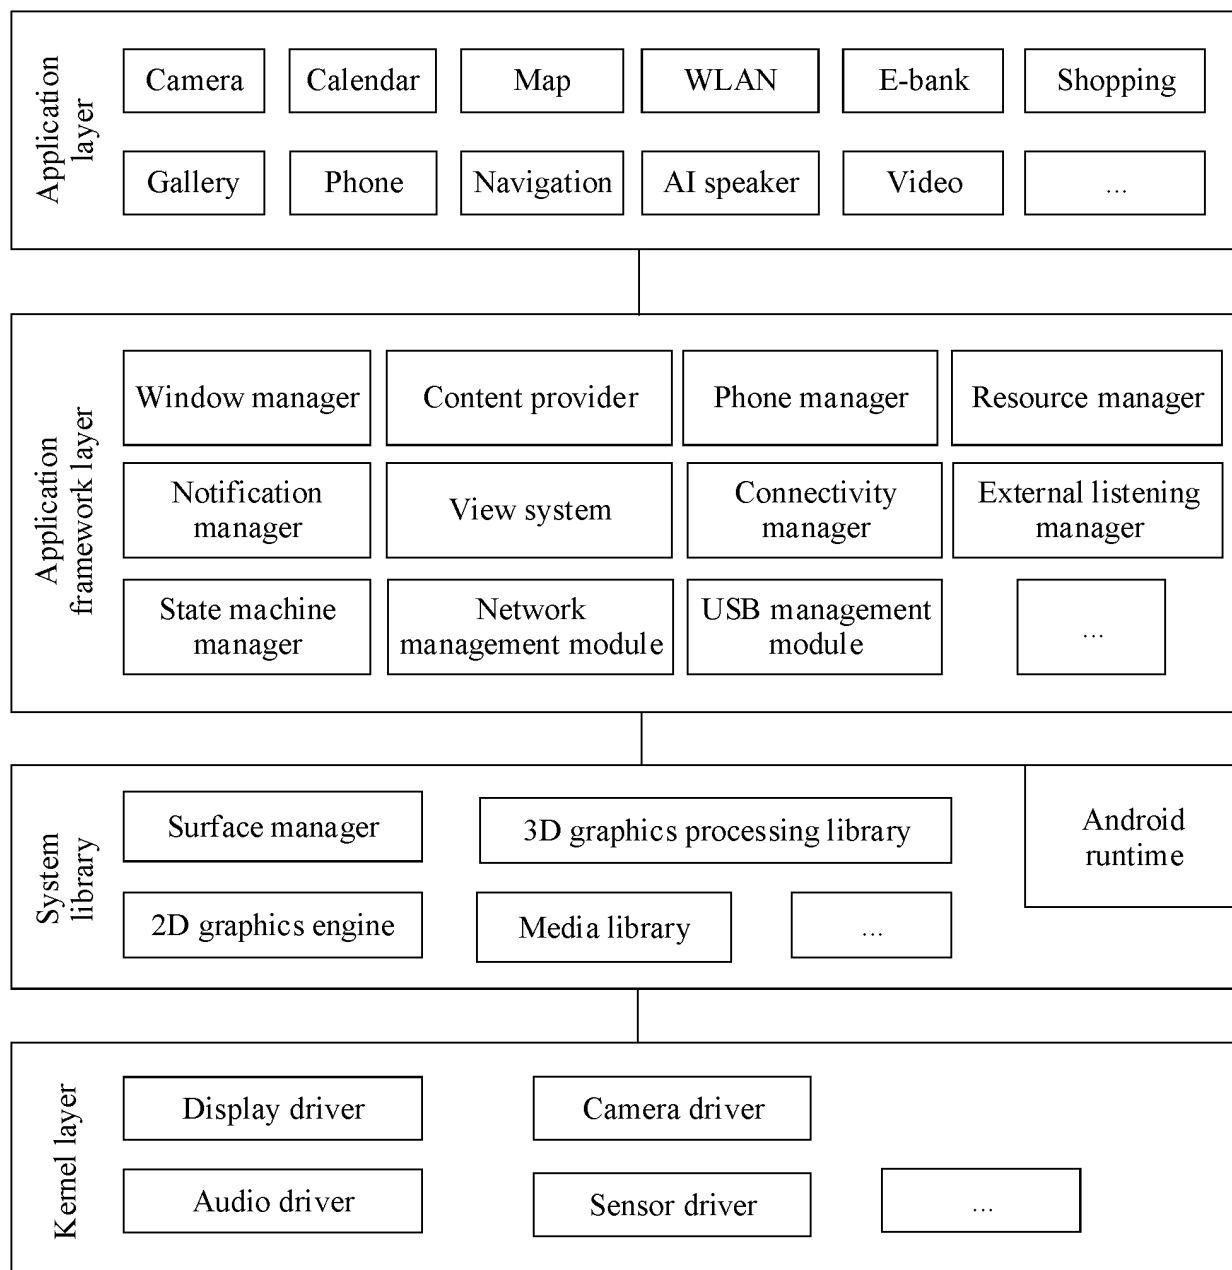 Application
layer
Camera
Calendar
Map
WLAN
E-bank
Shopping
Gallery
Phone
Navigation
AI speaker
Video
...
Application
framework layer
Window manager
Content provider
Phone manager
Resource manager
Notification
manager
View system
Connectivity
manager
External listening
manager
State machine
manager
Network
management module
USB management
module
...
System
library
Surface manager
3D graphics processing library
Android
runtime
2D graphics engine
Media library
...
Kernel layer
Display driver
Camera driver
Audio driver
Sensor driver
...